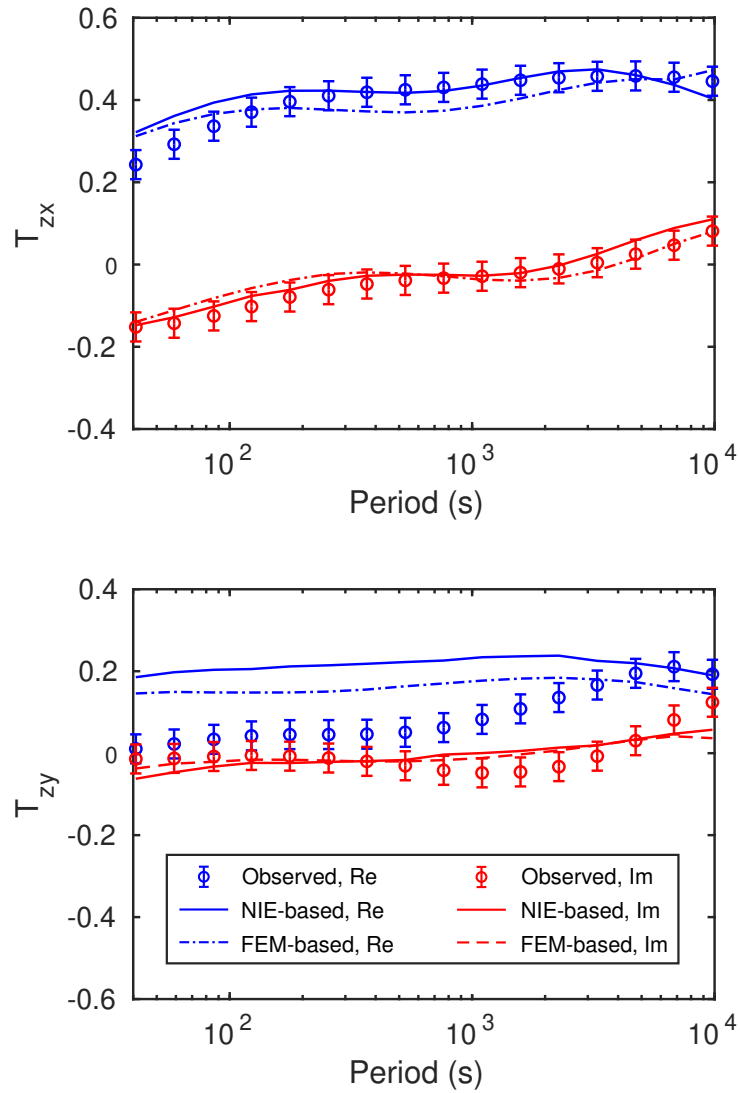 0.6
0.4
0.2
0
-0.2
-0.4
T_zx
10^2
10^3
10^4
Period (s)
0.4
0.2
0
-0.2
-0.4
-0.6
T_zy
Observed, Re
Observed, Im
NIE-based, Re
NIE-based, Im
FEM-based, Re
FEM-based, Im
10^2
10^3
10^4
Period (s)